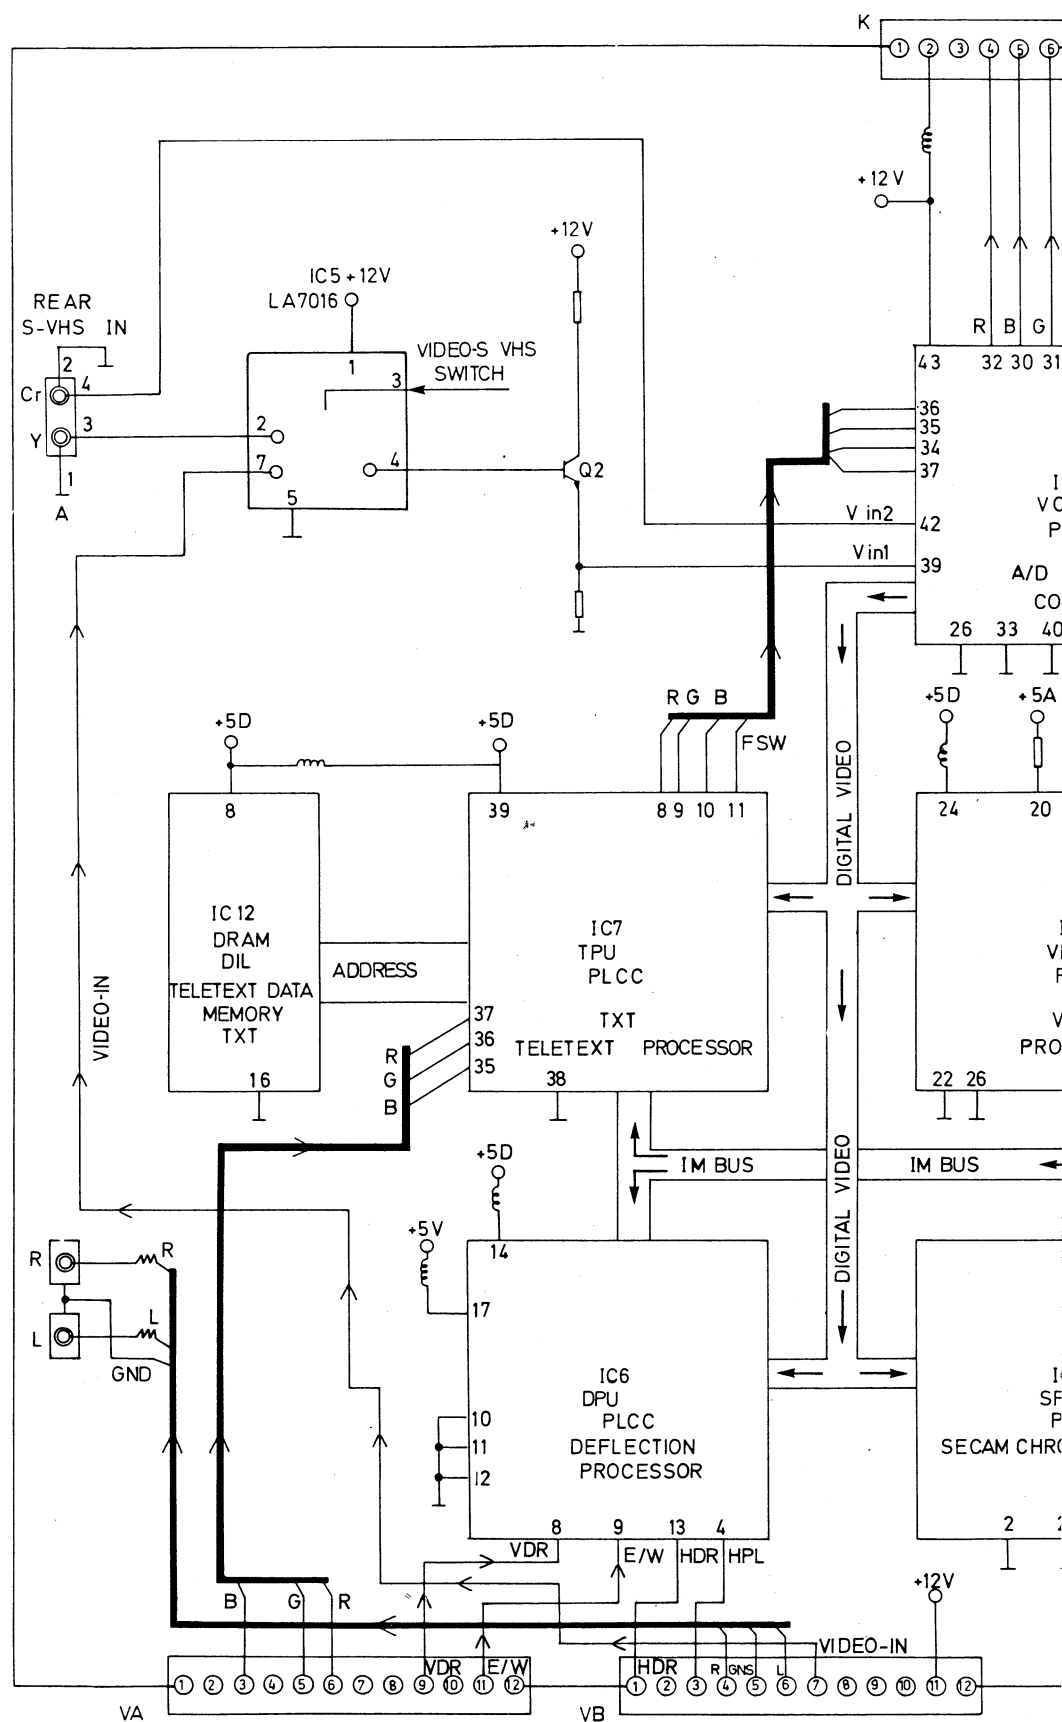 K
1 2 3 4 5 6
+12V
+12V
IC5 +12V
LA7016
REAR
S-VHS IN
R B G
1
VIDEO-S VHS
SWITCH
3
43 32 30 31
2
Cr
4
36
35
34
37
3
Y
2
7
4
Q2
1
5
A
V in2
42
Vin1
39
A/D
CO
26 33 40
+5D
+5A
R G B
+5D
+5D
FSW
DIGITAL VIDEO
8
39
8 9 10 11
24
20
IC12
DRAM
DIL
TELETEXT DATA
MEMORY
TXT
ADDRESS
IC7
TPU
PLCC
TXT
TELETEXT PROCESSOR
PRO
VIDEO-IN
37
36
35
R
G
B
16
38
22 26
+5D
IM BUS
IM BUS
DIGITAL VIDEO
+5V
14
R
R
17
L
L
GND
IC6
DPU
PLCC
DEFLECTION
PROCESSOR
10
11
12
SECAM CHRO
8 9 13 4
2
VDR
E/W
HDR
HPL
+12V
B G R
VIDEO-IN
VDR E/W
HDR
R GNS L
1 2 3 4 5 6 7 8 9 10 11 12
1 2 3 4 5 6 7 8 9 10 11 12
VA
VB